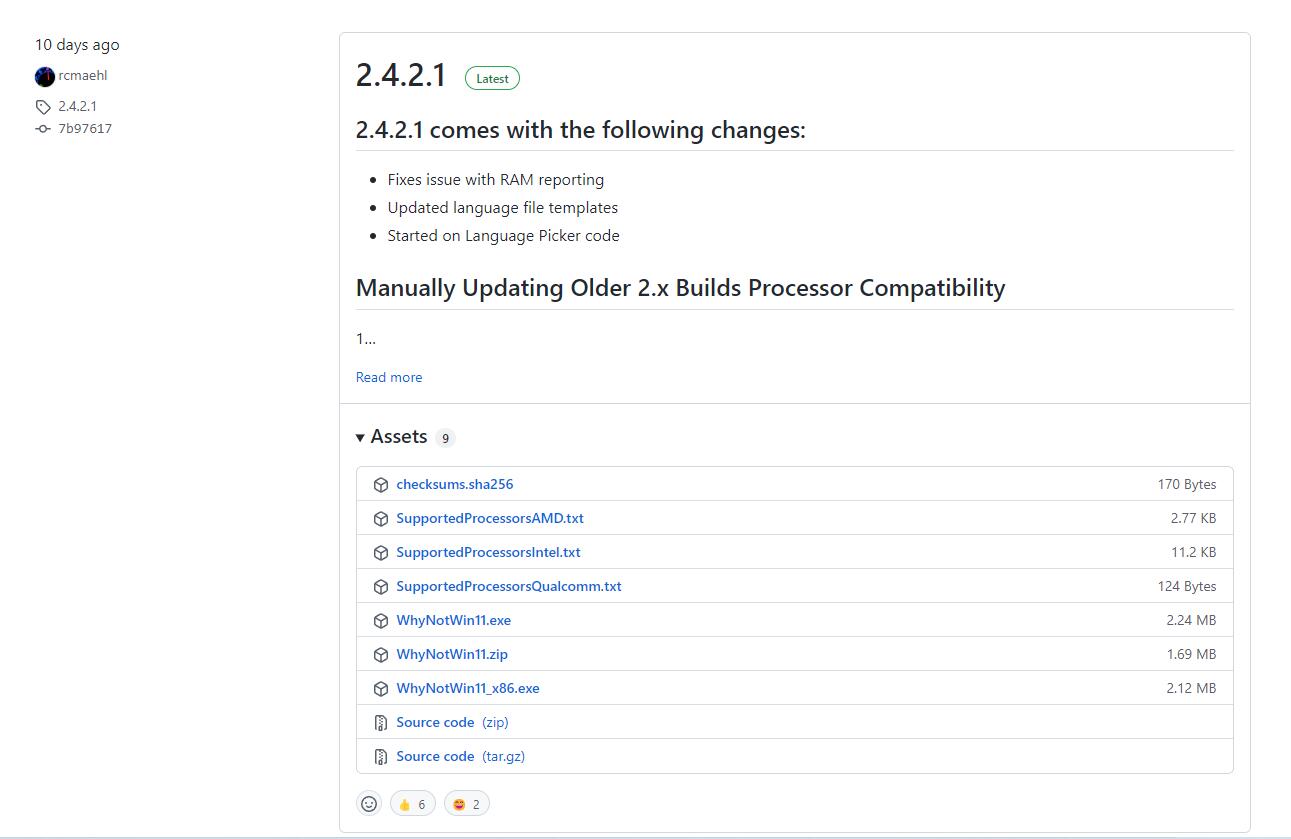 10 days ago
rcmaehl
2.4.2.1
7b97617
2.4.2.1 Latest
2.4.2.1 comes with the following changes:
• Fixes issue with RAM reporting
• Updated language file templates
• Started on Language Picker code
Manually Updating Older 2.x Builds Processor Compatibility
1...
Read more
Assets 9
checksums.sha256 170 Bytes
SupportedProcessorsAMD.txt 2.77 KB
SupportedProcessorsIntel.txt 11.2 KB
SupportedProcessorsQualcomm.txt 124 Bytes
WhyNotWin11.exe 2.24 MB
WhyNotWin11.zip 1.69 MB
WhyNotWin11_x86.exe 2.12 MB
Source code (zip)
Source code (tar.gz)
6 2